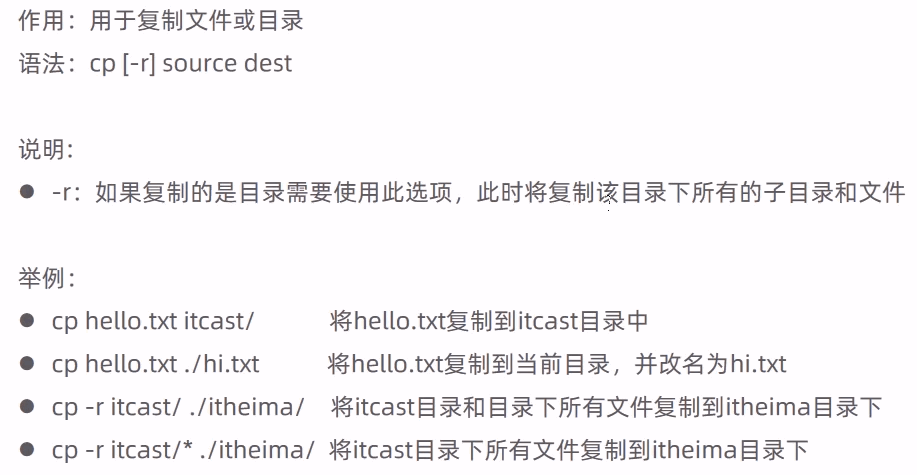 作用：用于复制文件或目录
语法：cp [-r] source dest
说明：
● -r：如果复制的是目录需要使用此选项，此时将复制该目录下所有的子目录和文件
举例：
● cp hello.txt itcast/ 将hello.txt复制到itcast目录中
● cp hello.txt ./hi.txt 将hello.txt复制到当前目录，并改名为hi.txt
● cp -r itcast/ ./itheima/ 将itcast目录和目录下所有文件复制到itheima目录下
● cp -r itcast/* ./itheima/ 将itcast目录下所有文件复制到itheima目录下